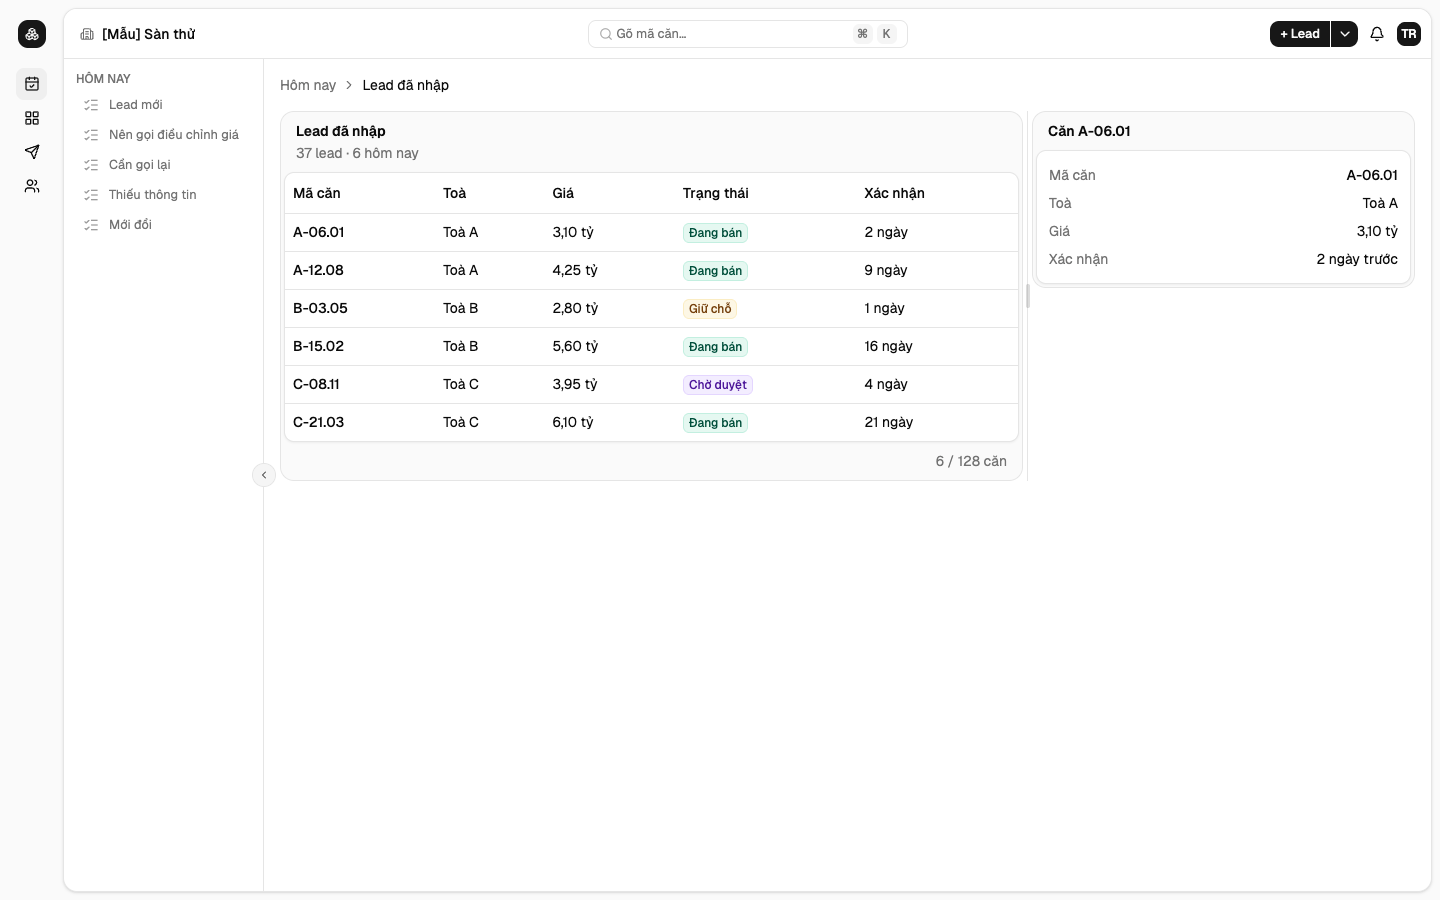 [Mẫu] Sàn thử
Gõ mã căn...
⌘ K
+ Lead
TR
HÔM NAY
Lead mới
Nên gọi điều chỉnh giá
Cần gọi lại
Thiếu thông tin
Mới đổi
Hôm nay > Lead đã nhập
Lead đã nhập
37 lead · 6 hôm nay
Mã căn Toà Giá Trạng thái Xác nhận
A-06.01 Toà A 3,10 tỷ Đang bán 2 ngày
A-12.08 Toà A 4,25 tỷ Đang bán 9 ngày
B-03.05 Toà B 2,80 tỷ Giữ chỗ 1 ngày
B-15.02 Toà B 5,60 tỷ Đang bán 16 ngày
C-08.11 Toà C 3,95 tỷ Chờ duyệt 4 ngày
C-21.03 Toà C 6,10 tỷ Đang bán 21 ngày
6 / 128 căn
Căn A-06.01
Mã căn A-06.01
Toà Toà A
Giá 3,10 tỷ
Xác nhận 2 ngày trước